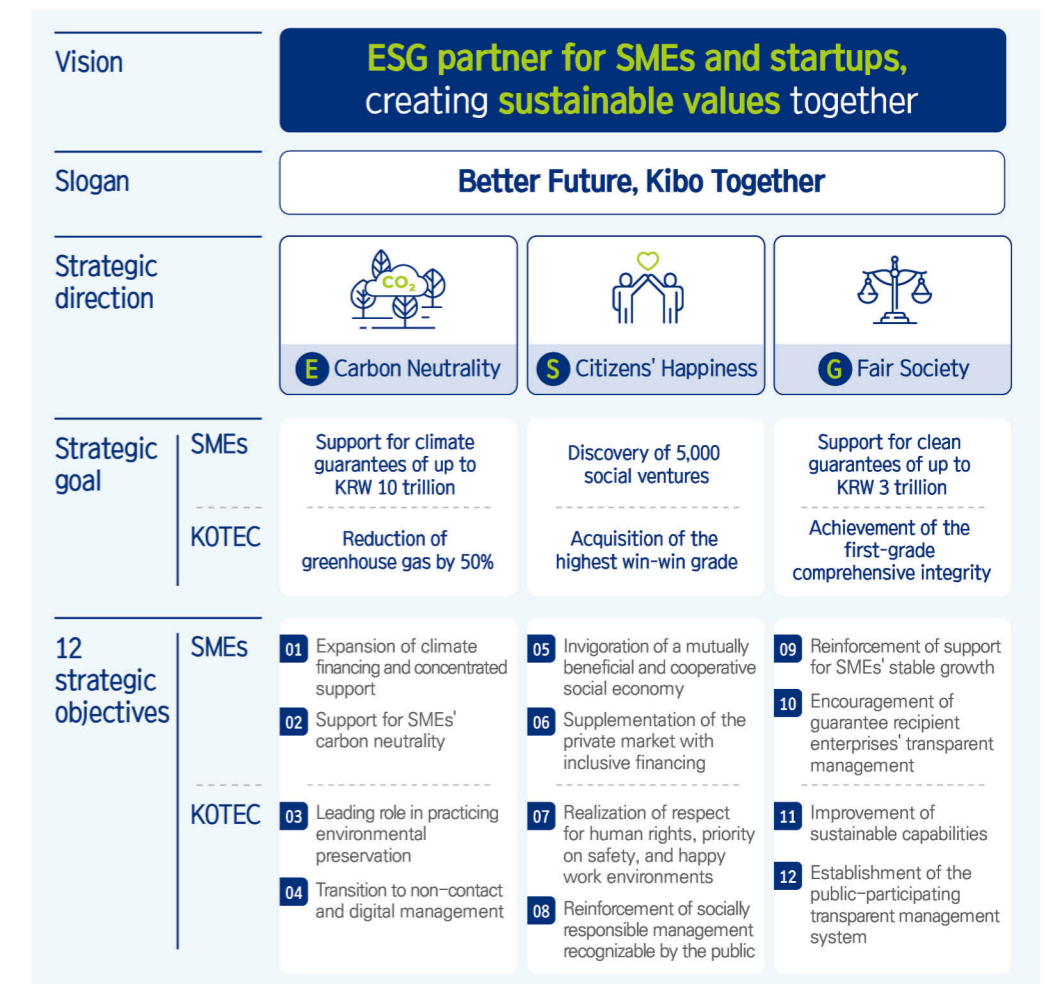 Vision
ESG partner for SMEs and startups,
creating sustainable values together
Slogan
Better Future, Kibo Together
Strategic
direction
CO₂
E Carbon Neutrality
S Citizens' Happiness
G Fair Society
Strategic
goal
SMEs
Support for climate
guarantees of up to
KRW 10 trillion
Discovery of 5,000
social ventures
Support for clean
guarantees of up to
KRW 3 trillion
KOTEC
Reduction of
greenhouse gas by 50%
Acquisition of the
highest win-win grade
Achievement of the
first-grade
comprehensive integrity
12
strategic
objectives
SMEs
01 Expansion of climate
financing and concentrated
support
02 Support for SMEs'
carbon neutrality
05 Invigoration of a mutually
beneficial and cooperative
social economy
06 Supplementation of the
private market with
inclusive financing
09 Reinforcement of support
for SMEs' stable growth
10 Encouragement of
guarantee recipient
enterprises' transparent
management
KOTEC
03 Leading role in practicing
environmental
preservation
04 Transition to non-contact
and digital management
07 Realization of respect
for human rights, priority
on safety, and happy
work environments
08 Reinforcement of socially
responsible management
recognizable by the public
11 Improvement of
sustainable capabilities
12 Establishment of the
public-participating
transparent management
system